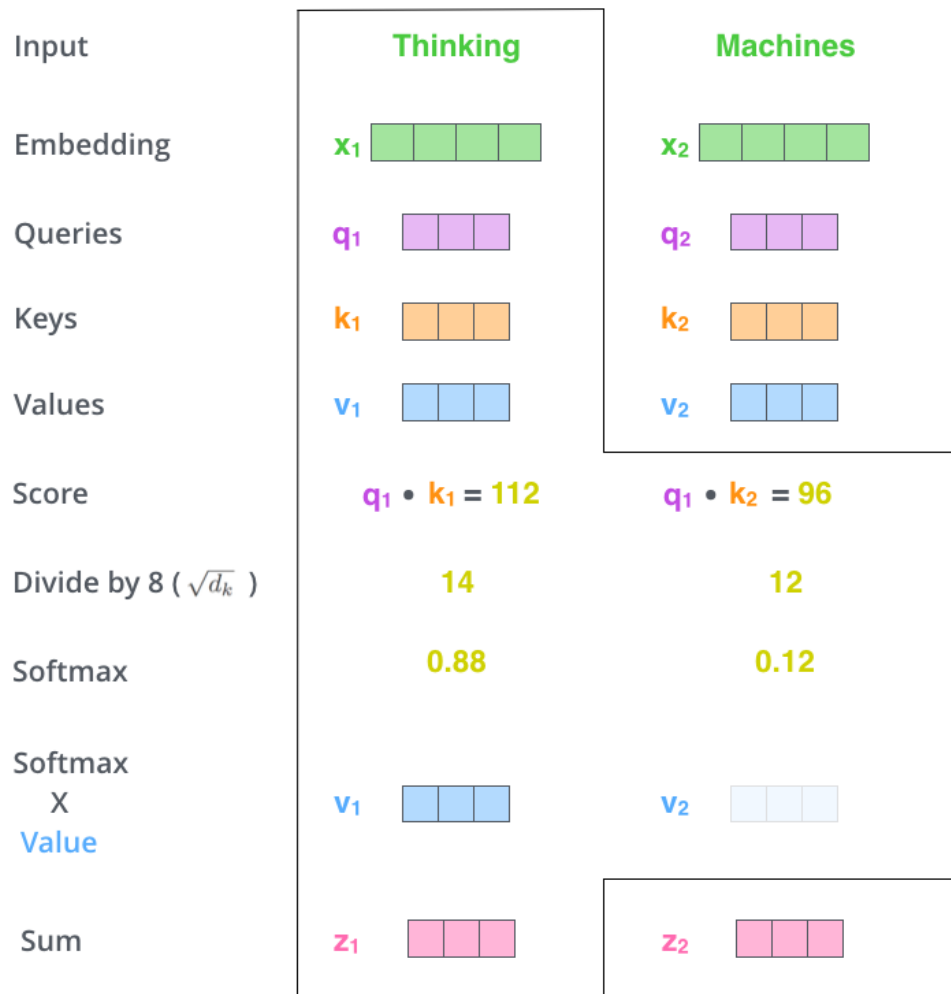 Input Thinking Machines
Embedding x₁ x₂
Queries q₁ q₂
Keys k₁ k₂
Values v₁ v₂
Score q₁ • k₁ = 112 q₁ • k₂ = 96
Divide by 8 ( √dₖ ) 14 12
Softmax 0.88 0.12
Softmax
X v₁ v₂
Value
Sum z₁ z₂